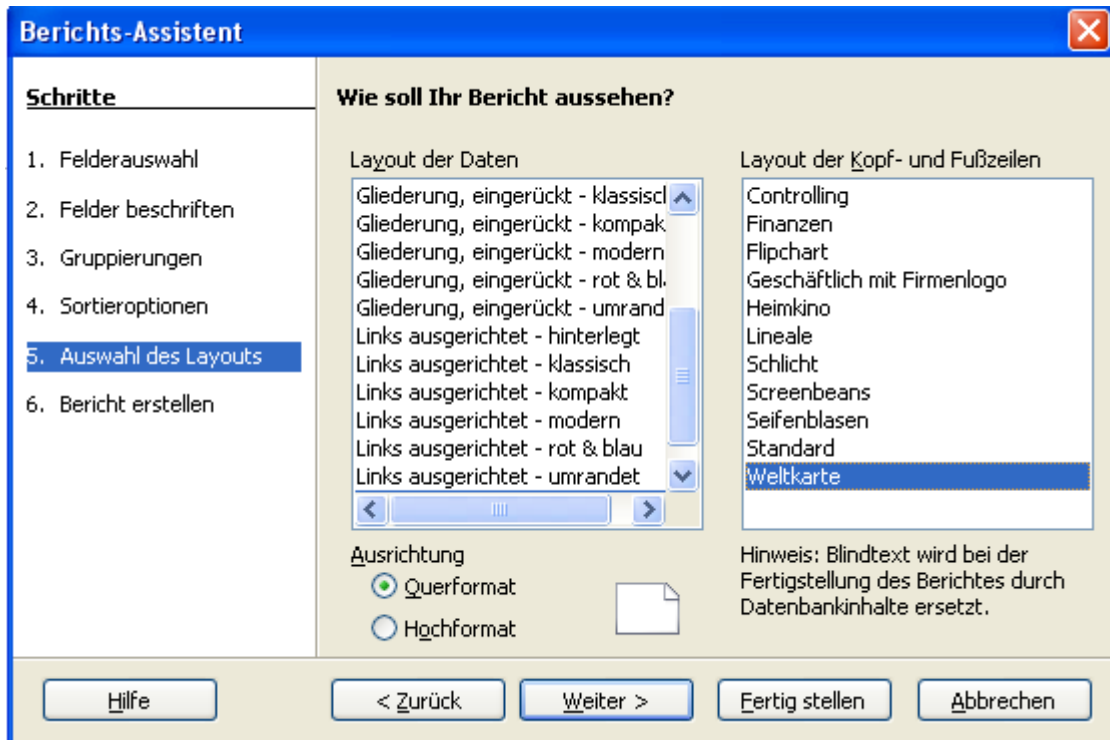 Berichts-Assistent
Schritte
1. Felderauswahl
2. Felder beschriften
3. Gruppierungen
4. Sortieroptionen
5. Auswahl des Layouts
6. Bericht erstellen
Wie soll Ihr Bericht aussehen?
Layout der Daten
Gliederung, eingerückt - klassisch
Gliederung, eingerückt - kompak
Gliederung, eingerückt - modern
Gliederung, eingerückt - rot & bl
Gliederung, eingerückt - umrand
Links ausgerichtet - hinterlegt
Links ausgerichtet - klassisch
Links ausgerichtet - kompakt
Links ausgerichtet - modern
Links ausgerichtet - rot & blau
Links ausgerichtet - umrandet
Layout der Kopf- und Fußzeilen
Controlling
Finanzen
Flipchart
Geschäftlich mit Firmenlogo
Heimkino
Lineale
Schlicht
Screenbeans
Seifenblasen
Standard
Weltkarte
Ausrichtung
Querformat
Hochformat
Hinweis: Blindtext wird bei der
Fertigstellung des Berichtes durch
Datenbankinhalte ersetzt.
Hilfe
< Zurück
Weiter >
Fertig stellen
Abbrechen